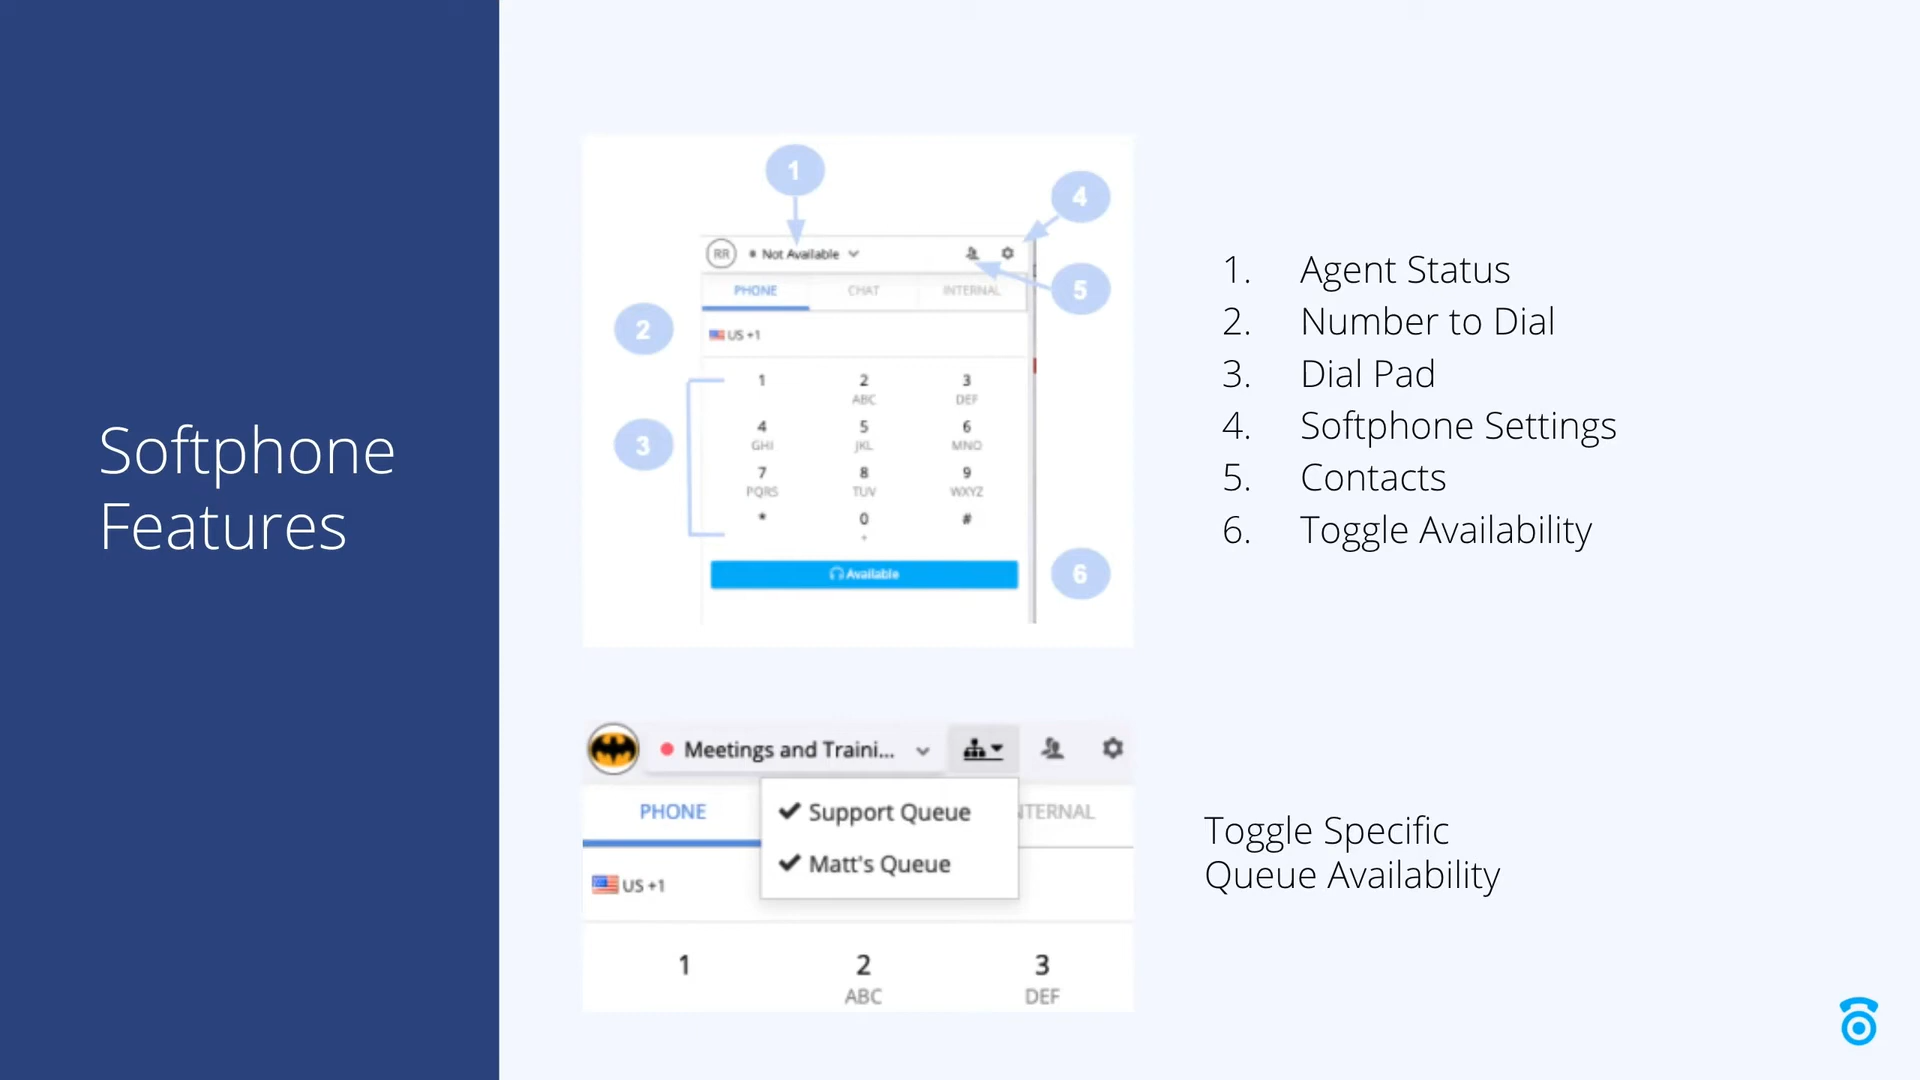 Softphone
Features
1
4
RR
Not Available
5
PHONE
CHAT
INTERNAL
2
US +1
3
1
2
3
ABC
DEF
4
5
6
GHI
JKL
MNO
7
8
9
PQRS
TUV
WXYZ
*
0
#
+
Available
6
1. Agent Status
2. Number to Dial
3. Dial Pad
4. Softphone Settings
5. Contacts
6. Toggle Availability
Meetings and Traini...
PHONE
Support Queue
NTERNAL
Matt's Queue
US +1
1
2
3
ABC
DEF
Toggle Specific
Queue Availability